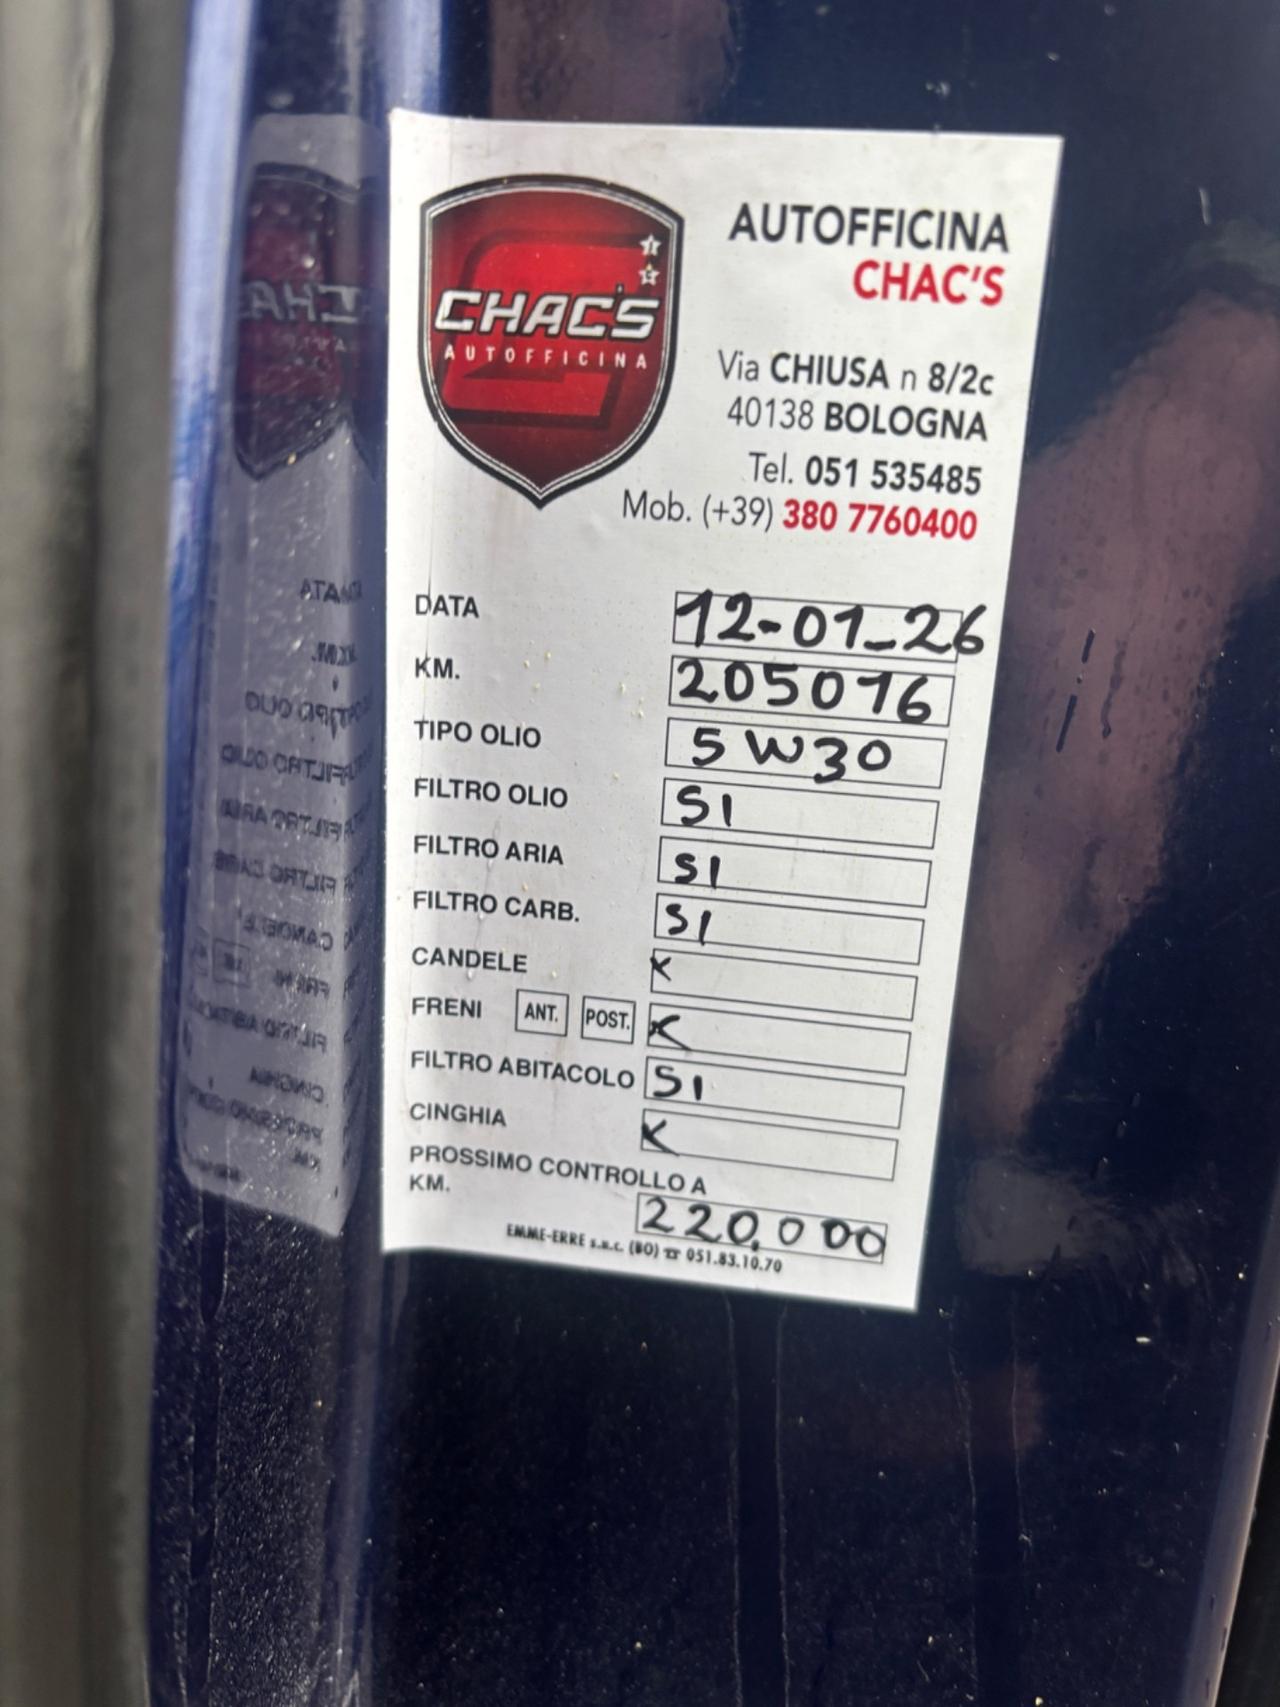 CHAC'S
AUTOFFICINA
AUTOFFICINA
CHAC'S
Via CHIUSA n 8/2c
40138 BOLOGNA
Tel. 051 535485
Mob. (+39) 380 7760400
DATA 12-01-26
KM. 205016
TIPO OLIO 5W30
FILTRO OLIO SI
FILTRO ARIA SI
FILTRO CARB. SI
CANDELE X
FRENI ANT. POST. X
FILTRO ABITACOLO SI
CINGHIA X
PROSSIMO CONTROLLO A
KM. 220.000
EMME-ERRE s.n.c. (BO) ☎ 051.83.10.70